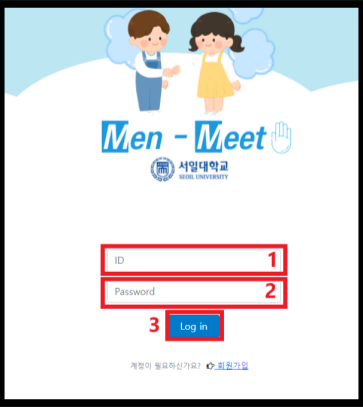 Men - Meet
서일대학교
SEOIL UNIVERSITY
ID 1
Password 2
3 Log in
계정이 필요하신가요? 회원가입